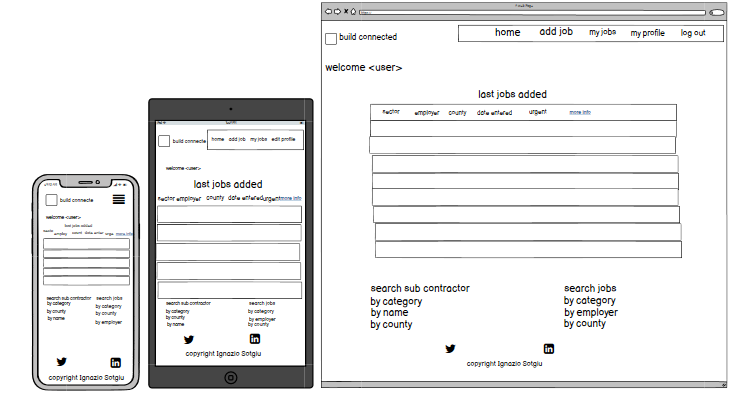 build connecte
welcome <user>
last jobs added
employ county date enter urge more info
search sub contractor
by category
by county
by name
search jobs
by category
by county
by employer
copyright Ignazio Sotgiu
build connecte
home add job my jobs edit profile
welcome <user>
last jobs added
sector employer county date entered urgent more info
search sub contractor
by category
by county
by name
search jobs
by category
by county
by employer
copyright Ignazio Sotgiu
build connected
home add job my jobs my profile log out
welcome <user>
last jobs added
sector employer county date entered urgent more info
search sub contractor
by category
by name
by county
search jobs
by category
by employer
by county
copyright Ignazio Sotgiu